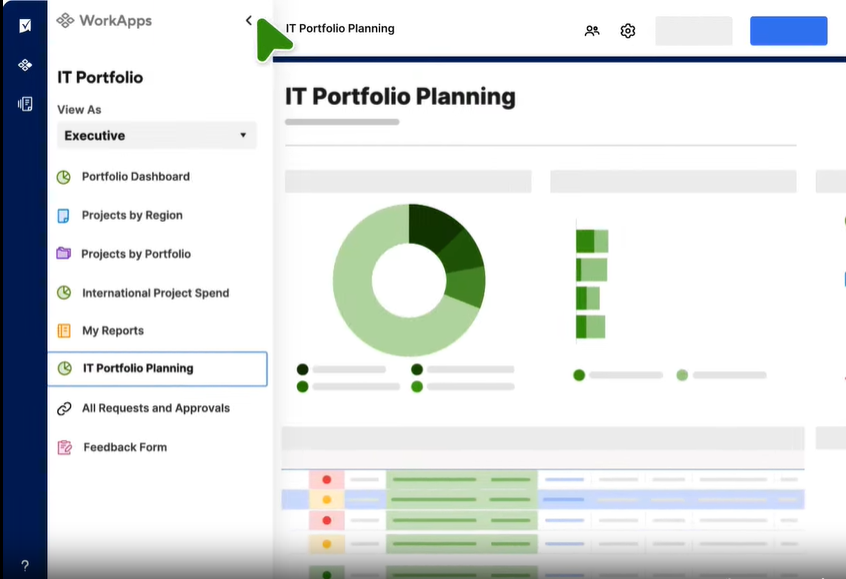 WorkApps
IT Portfolio Planning
IT Portfolio
View As
Executive
Portfolio Dashboard
Projects by Region
Projects by Portfolio
International Project Spend
My Reports
IT Portfolio Planning
All Requests and Approvals
Feedback Form
?
IT Portfolio Planning